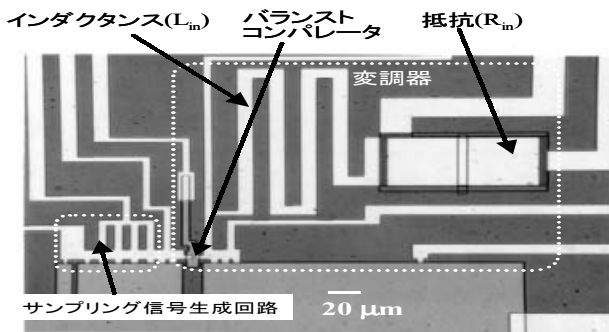 インダクタンス(Lin)
バランスト
コンパレータ
抵抗(Rin)
変調器
サンプリング信号生成回路
20 μm